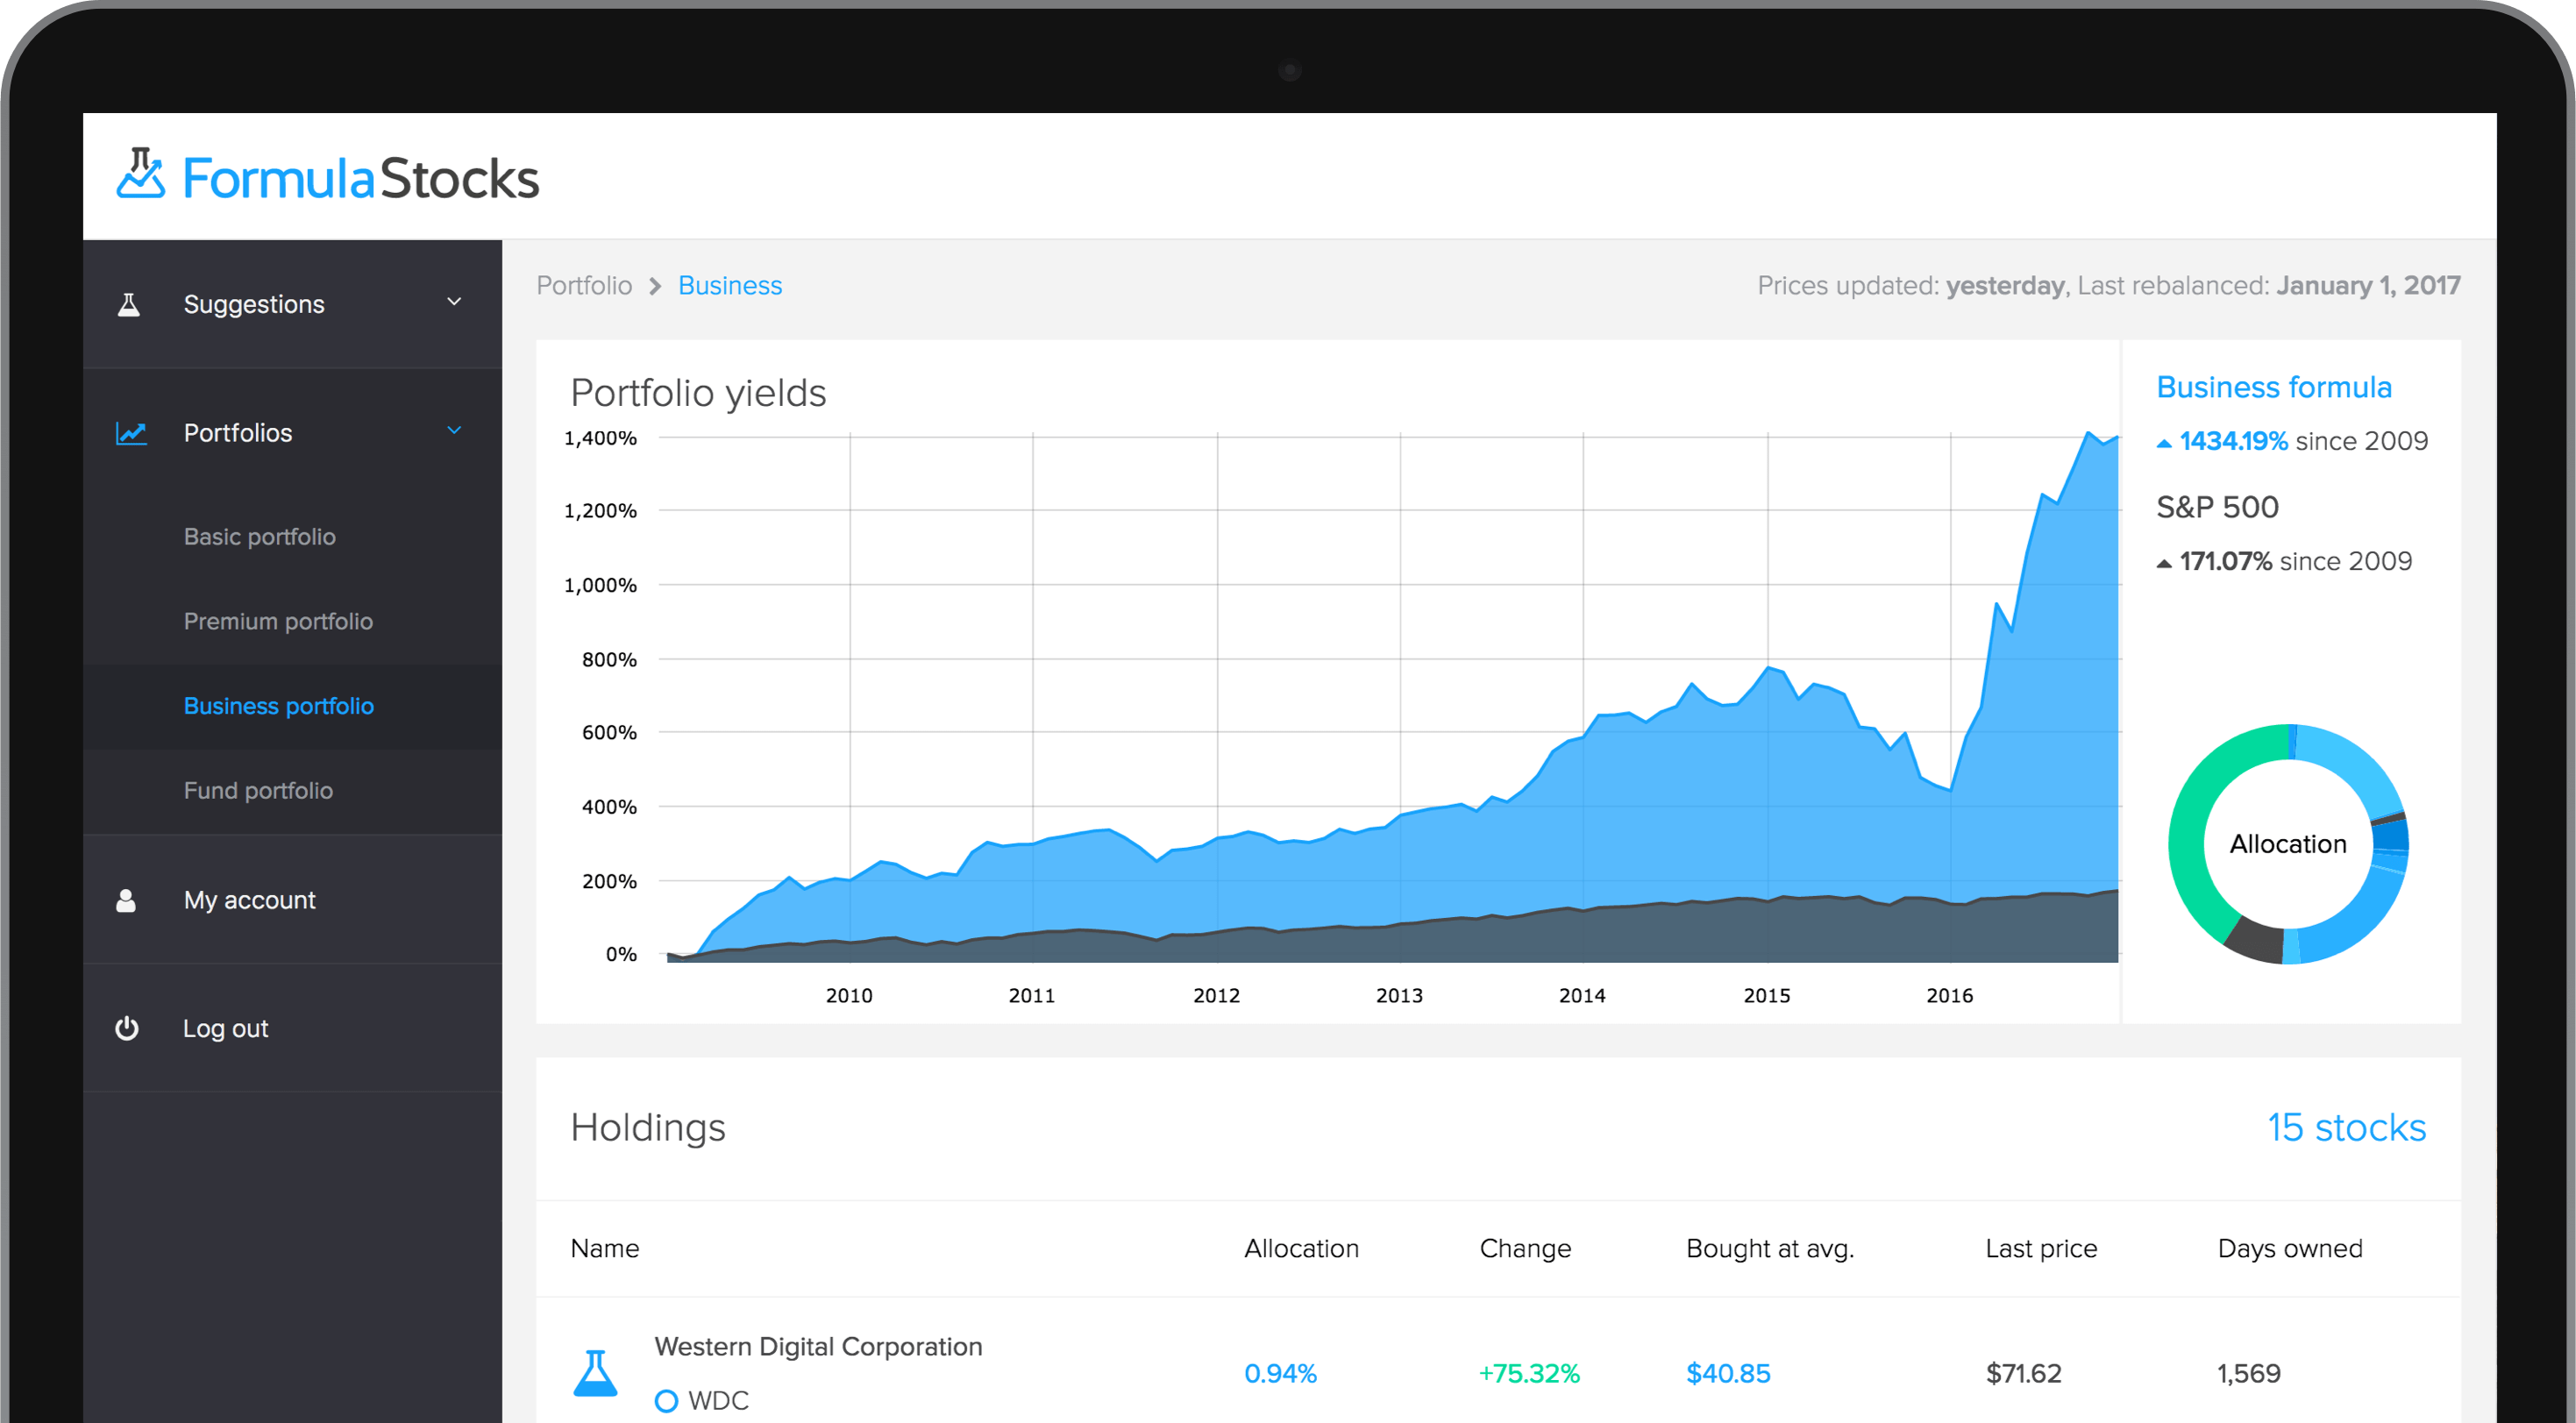 FormulaStocks
Suggestions
Portfolios
Basic portfolio
Premium portfolio
Business portfolio
Fund portfolio
My account
Log out
Portfolio > Business
Prices updated: yesterday, Last rebalanced: January 1, 2017
Portfolio yields
1,400%
1,200%
1,000%
800%
600%
400%
200%
0%
2010 2011 2012 2013 2014 2015 2016
Business formula
1434.19% since 2009
S&P 500
171.07% since 2009
Allocation
Holdings
15 stocks
Name Allocation Change Bought at avg. Last price Days owned
Western Digital Corporation
WDC
0.94% +75.32% $40.85 $71.62 1,569